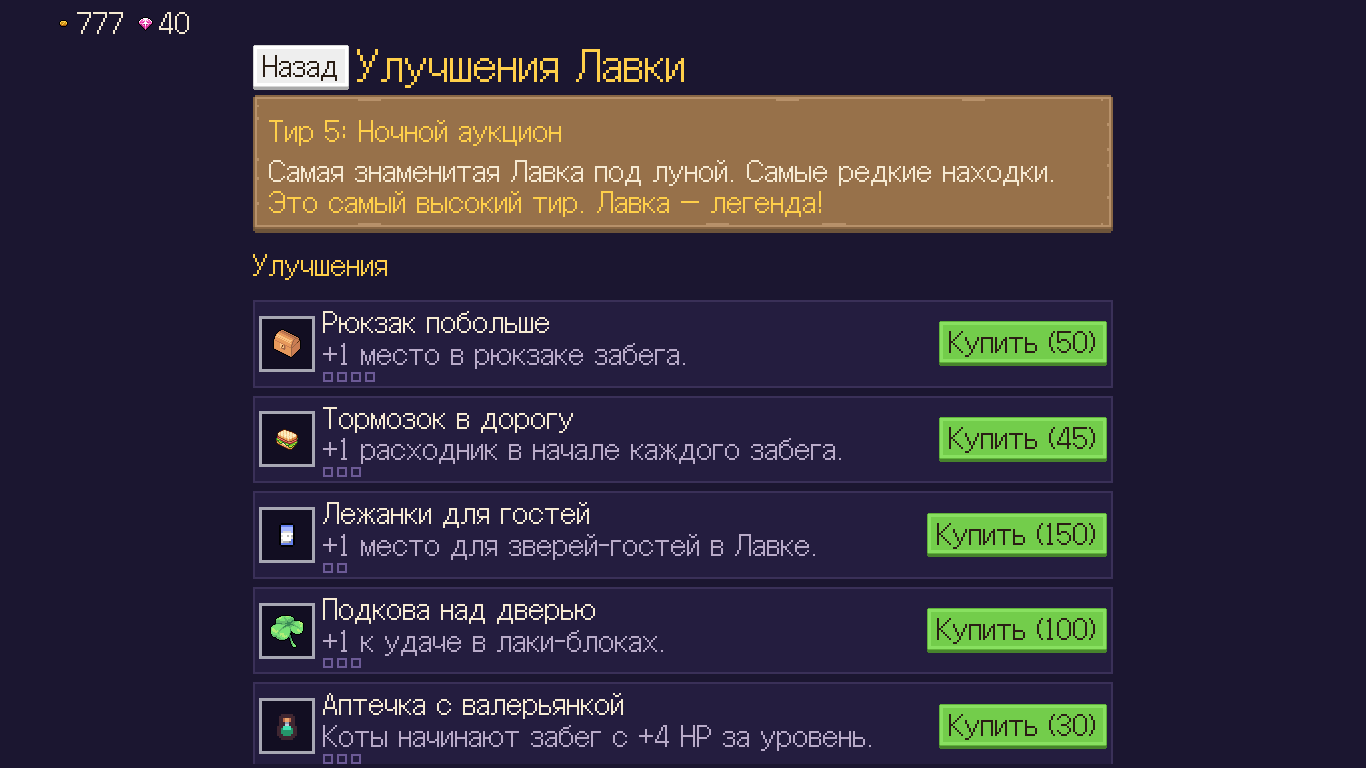 777 40
Назад Улучшения Лавки
Тир 5: Ночной аукцион
Самая знаменитая Лавка под луной. Самые редкие находки.
Это самый высокий тир. Лавка — легенда!
Улучшения
Рюкзак побольше
+1 место в рюкзаке забега.
Купить (50)
Тормозок в дорогу
+1 расходник в начале каждого забега.
Купить (45)
Лежанки для гостей
+1 место для зверей-гостей в Лавке.
Купить (150)
Подкова над дверью
+1 к удаче в лаки-блоках.
Купить (100)
Аптечка с валерьянкой
Коты начинают забег с +4 HP за уровень.
Купить (30)